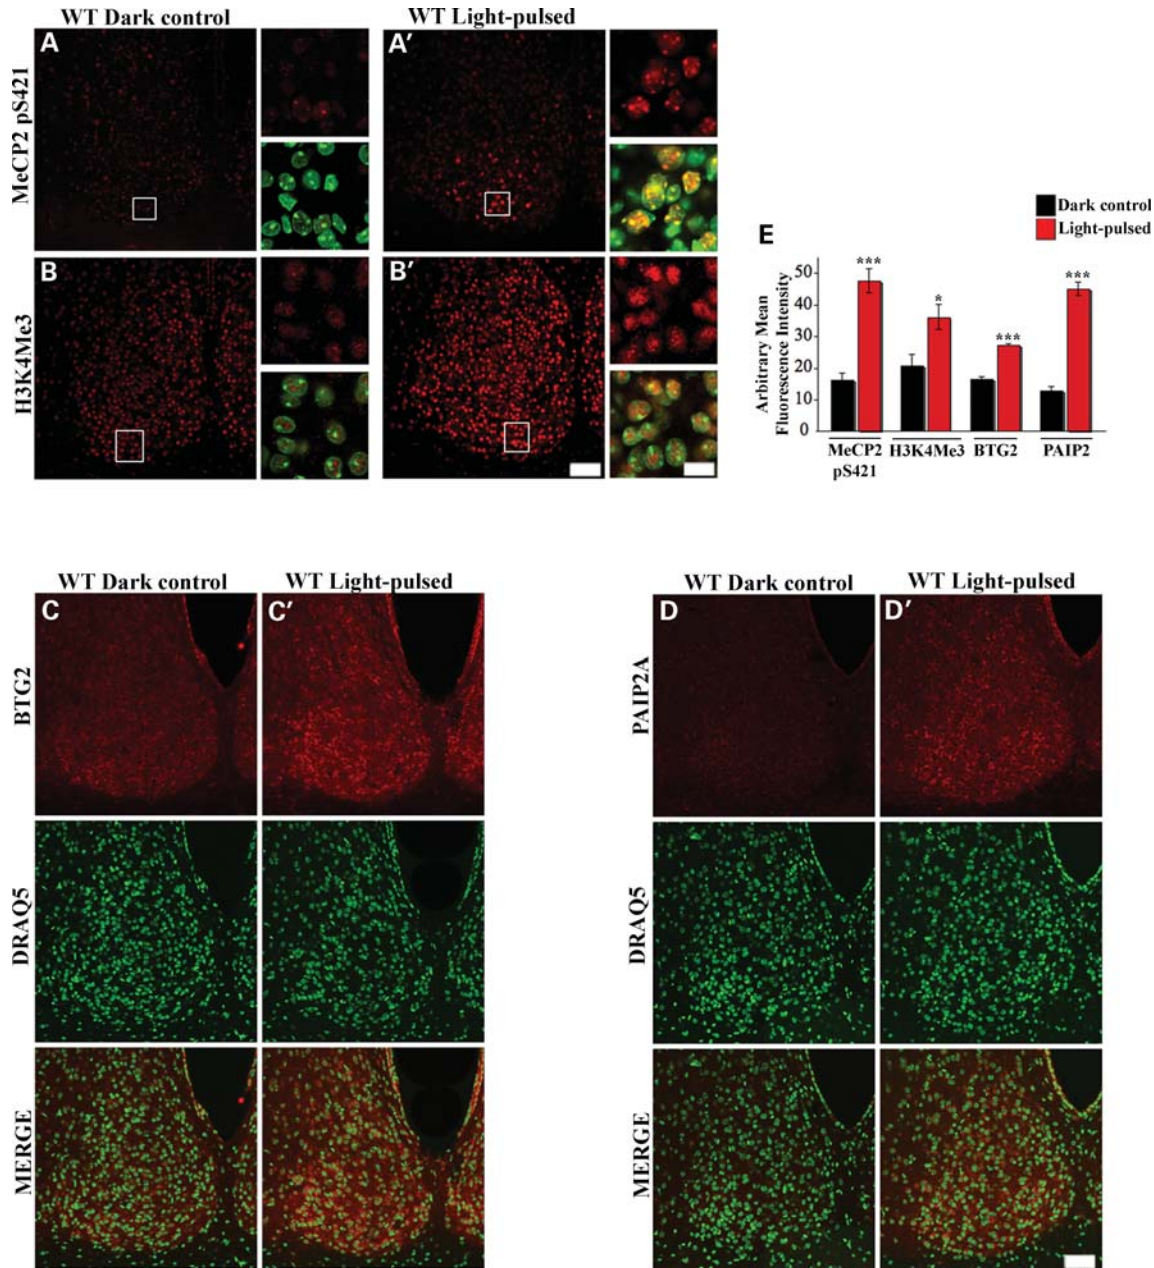 WT Dark control
WT Light-pulsed
MeCP2 pS421
A
A′
H3K4Me3
B
B′
Dark control
Light-pulsed
E
Arbitrary Mean
Fluorescence Intensity
50
40
30
20
10
0
***
*
***
***
MeCP2
pS421
H3K4Me3
BTG2
PAIP2
WT Dark control
WT Light-pulsed
BTG2
C
C′
DRAQ5
MERGE
WT Dark control
WT Light-pulsed
PAIP2A
D
D′
DRAQ5
MERGE